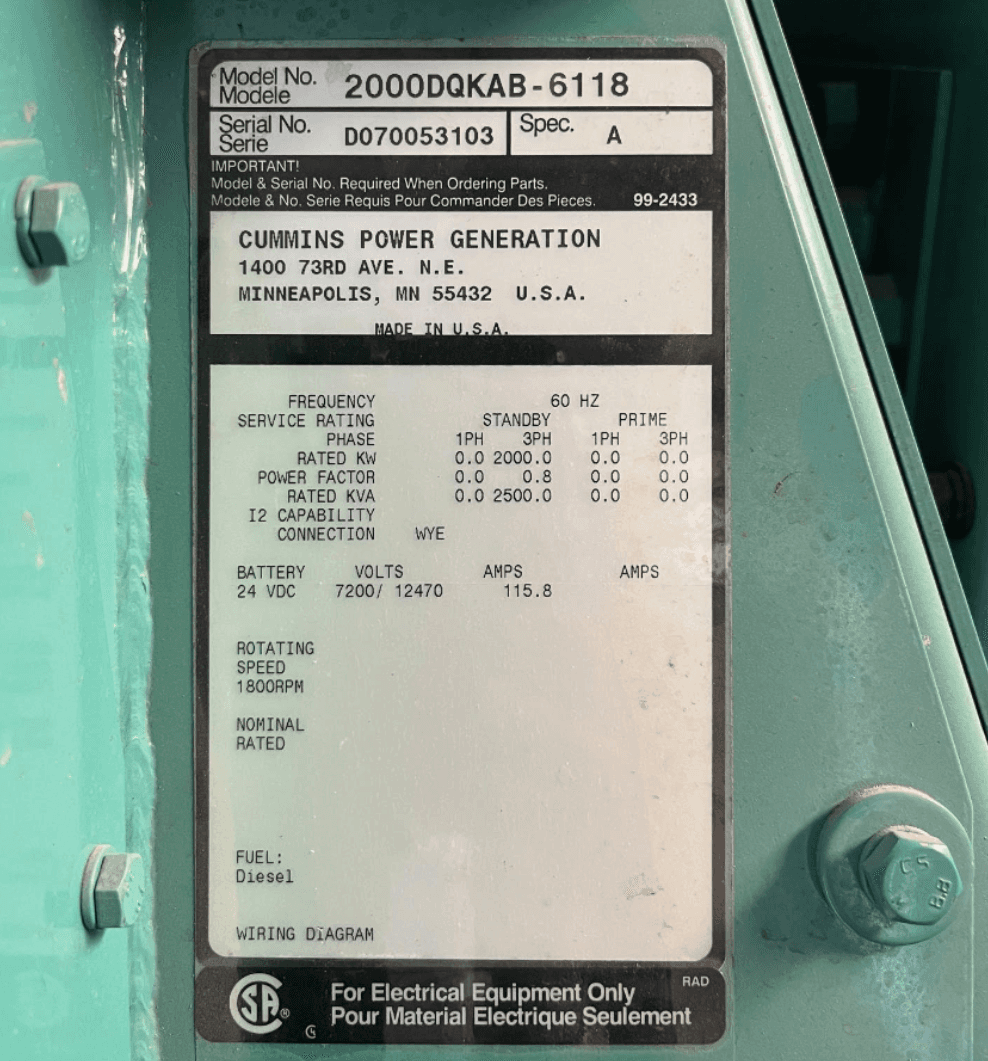 Model No. 2000DQKAB-6118
Modele
Serial No. D070053103 Spec. A
Serie
IMPORTANT!
Model & Serial No. Required When Ordering Parts.
Modele & No. Serie Requis Pour Commander Des Pieces. 99-2433
CUMMINS POWER GENERATION
1400 73RD AVE. N.E.
MINNEAPOLIS, MN 55432 U.S.A.
MADE IN U.S.A.
FREQUENCY 60 HZ
SERVICE RATING STANDBY PRIME
PHASE 1PH 3PH 1PH 3PH
RATED KW 0.0 2000.0 0.0 0.0
POWER FACTOR 0.0 0.8 0.0 0.0
RATED KVA 0.0 2500.0 0.0 0.0
I2 CAPABILITY
CONNECTION WYE
BATTERY VOLTS AMPS AMPS
24 VDC 7200/ 12470 115.8
ROTATING
SPEED
1800RPM
NOMINAL
RATED
FUEL:
Diesel
WIRING DIAGRAM
RAD
SA ®
For Electrical Equipment Only
Pour Material Electrique Seulement
CS
8.8